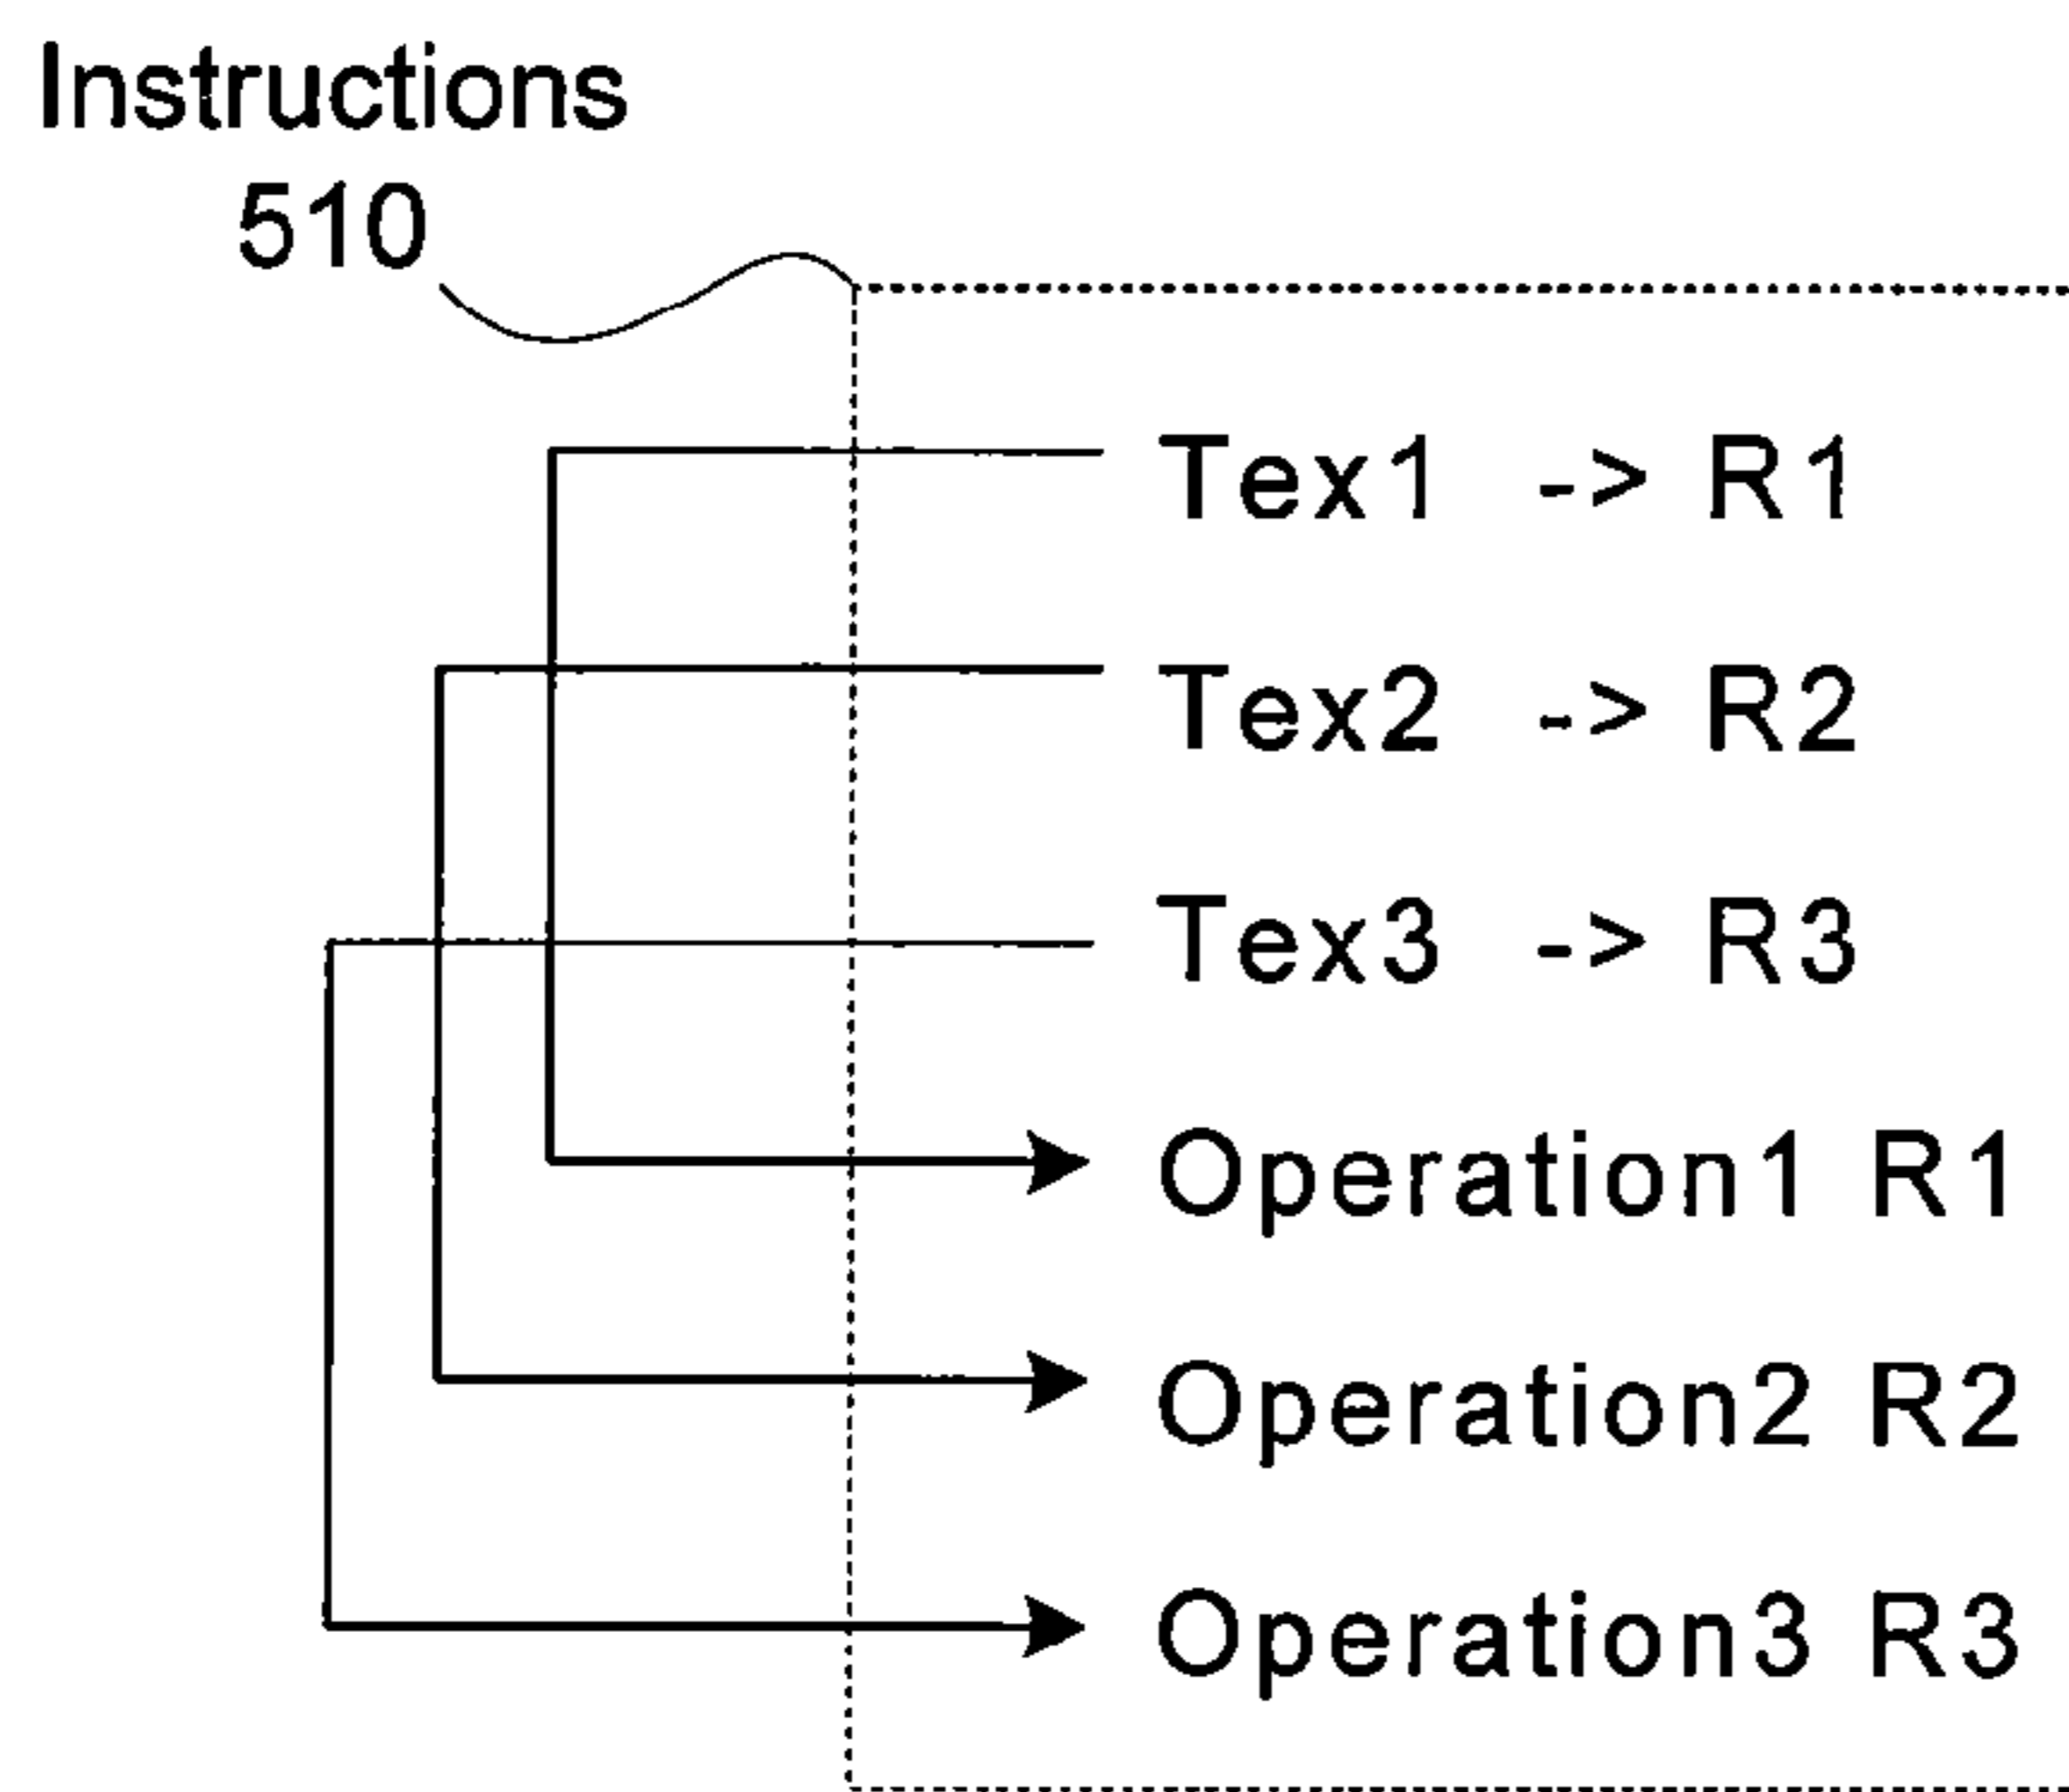 Instructions
510
Tex1 -> R1
Tex2 -> R2
Tex3 -> R3
Operation1 R1
Operation2 R2
Operation3 R3